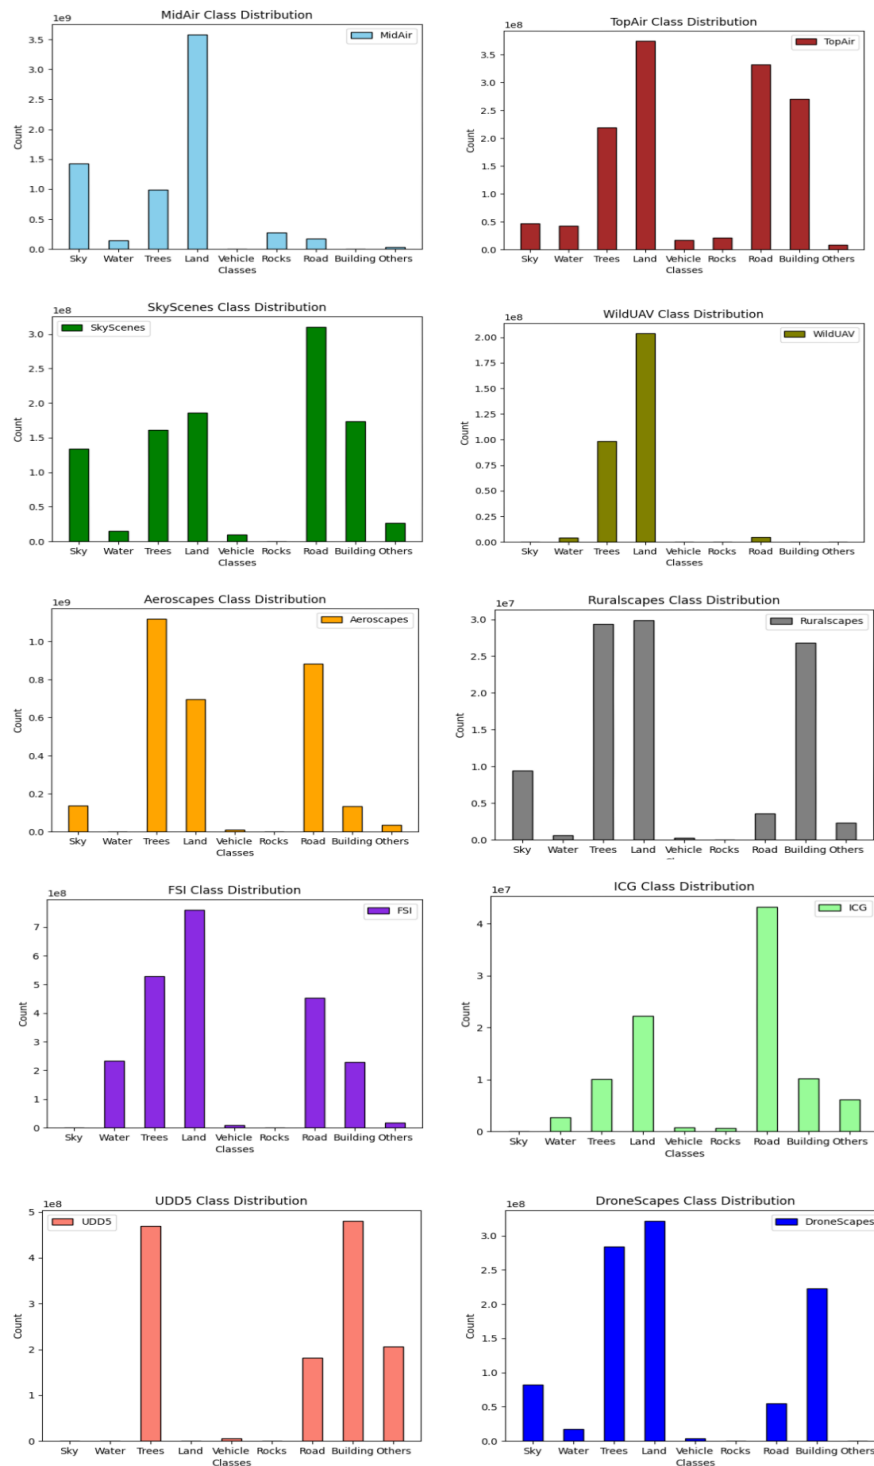 MidAir Class Distribution
1e9
MidAir
3.5
3.0
2.5
2.0
1.5
1.0
0.5
0.0
Count
Sky Water Trees Land Vehicle Rocks Road Building Others
Classes
TopAir Class Distribution
1e8
TopAir
3.5
3.0
2.5
2.0
1.5
1.0
0.5
0.0
Count
Sky Water Trees Land Vehicle Rocks Road Building Others
Classes
SkyScenes Class Distribution
1e8
SkyScenes
3.0
2.5
2.0
1.5
1.0
0.5
0.0
Count
Sky Water Trees Land Vehicle Rocks Road Building Others
Classes
WildUAV Class Distribution
1e8
WildUAV
2.00
1.75
1.50
1.25
1.00
0.75
0.50
0.25
0.00
Count
Sky Water Trees Land Vehicle Rocks Road Building Others
Classes
Aeroscapes Class Distribution
1e9
Aeroscapes
1.0
0.8
0.6
0.4
0.2
0.0
Count
Sky Water Trees Land Vehicle Rocks Road Building Others
Classes
Ruralscapes Class Distribution
1e7
Ruralscapes
3.0
2.5
2.0
1.5
1.0
0.5
0.0
Count
Sky Water Trees Land Vehicle Rocks Road Building Others
FSI Class Distribution
1e8
FSI
7
6
5
4
3
2
1
0
Count
Sky Water Trees Land Vehicle Rocks Road Building Others
Classes
ICG Class Distribution
1e7
ICG
4
3
2
1
0
Count
Sky Water Trees Land Vehicle Rocks Road Building Others
Classes
UDD5 Class Distribution
1e8
UDD5
5
4
3
2
1
0
Count
Sky Water Trees Land Vehicle Rocks Road Building Others
Classes
DroneScapes Class Distribution
1e8
DroneScapes
3.0
2.5
2.0
1.5
1.0
0.5
0.0
Count
Sky Water Trees Land Vehicle Rocks Road Building Others
Classes